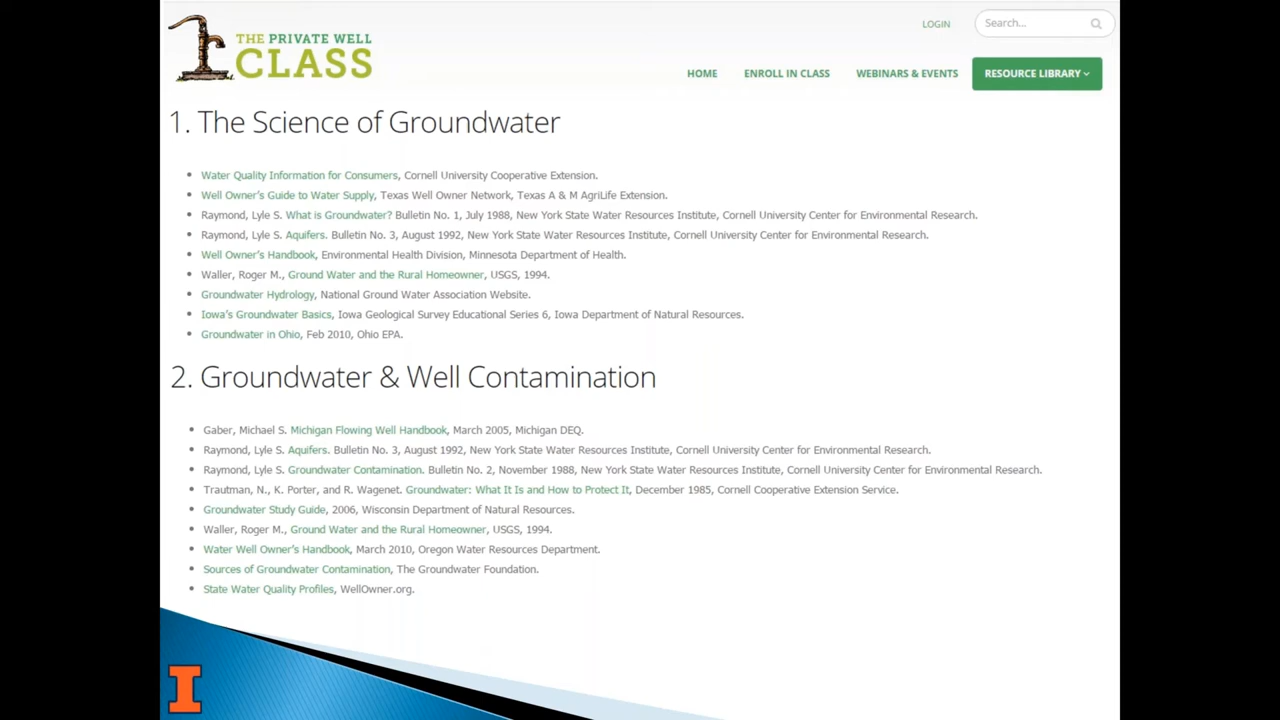 THE PRIVATE WELL
CLASS
LOGIN
Search...
HOME ENROLL IN CLASS WEBINARS & EVENTS RESOURCE LIBRARY
1. The Science of Groundwater
• Water Quality Information for Consumers, Cornell University Cooperative Extension.
• Well Owner's Guide to Water Supply, Texas Well Owner Network, Texas A & M AgriLife Extension.
• Raymond, Lyle S. What is Groundwater? Bulletin No. 1, July 1988, New York State Water Resources Institute, Cornell University Center for Environmental Research.
• Raymond, Lyle S. Aquifers. Bulletin No. 3, August 1992, New York State Water Resources Institute, Cornell University Center for Environmental Research.
• Well Owner's Handbook, Environmental Health Division, Minnesota Department of Health.
• Waller, Roger M., Ground Water and the Rural Homeowner, USGS, 1994.
• Groundwater Hydrology, National Ground Water Association Website.
• Iowa's Groundwater Basics, Iowa Geological Survey Educational Series 6, Iowa Department of Natural Resources.
• Groundwater in Ohio, Feb 2010, Ohio EPA.
2. Groundwater & Well Contamination
• Gaber, Michael S. Michigan Flowing Well Handbook, March 2005, Michigan DEQ.
• Raymond, Lyle S. Aquifers. Bulletin No. 3, August 1992, New York State Water Resources Institute, Cornell University Center for Environmental Research.
• Raymond, Lyle S. Groundwater Contamination. Bulletin No. 2, November 1988, New York State Water Resources Institute, Cornell University Center for Environmental Research.
• Trautman, N., K. Porter, and R. Wagenet. Groundwater: What It Is and How to Protect It, December 1985, Cornell Cooperative Extension Service.
• Groundwater Study Guide, 2006, Wisconsin Department of Natural Resources.
• Waller, Roger M., Ground Water and the Rural Homeowner, USGS, 1994.
• Water Well Owner's Handbook, March 2010, Oregon Water Resources Department.
• Sources of Groundwater Contamination, The Groundwater Foundation.
• State Water Quality Profiles, WellOwner.org.
I